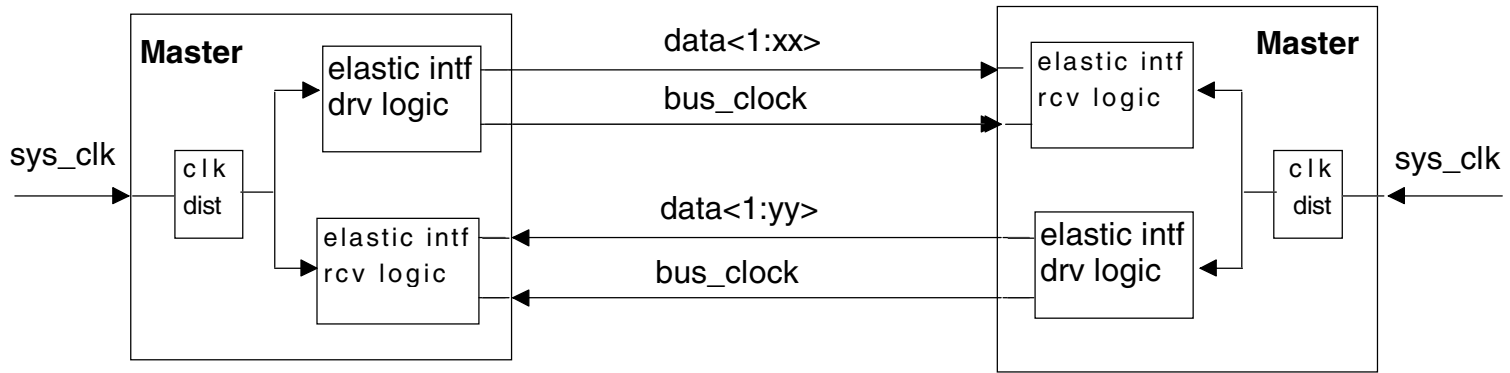 Master
elastic intf
drv logic
sys_clk
clk
dist
elastic intf
rcv logic
data<1:xx>
bus_clock
data<1:yy>
bus_clock
Master
elastic intf
rcv logic
clk
dist
sys_clk
elastic intf
drv logic